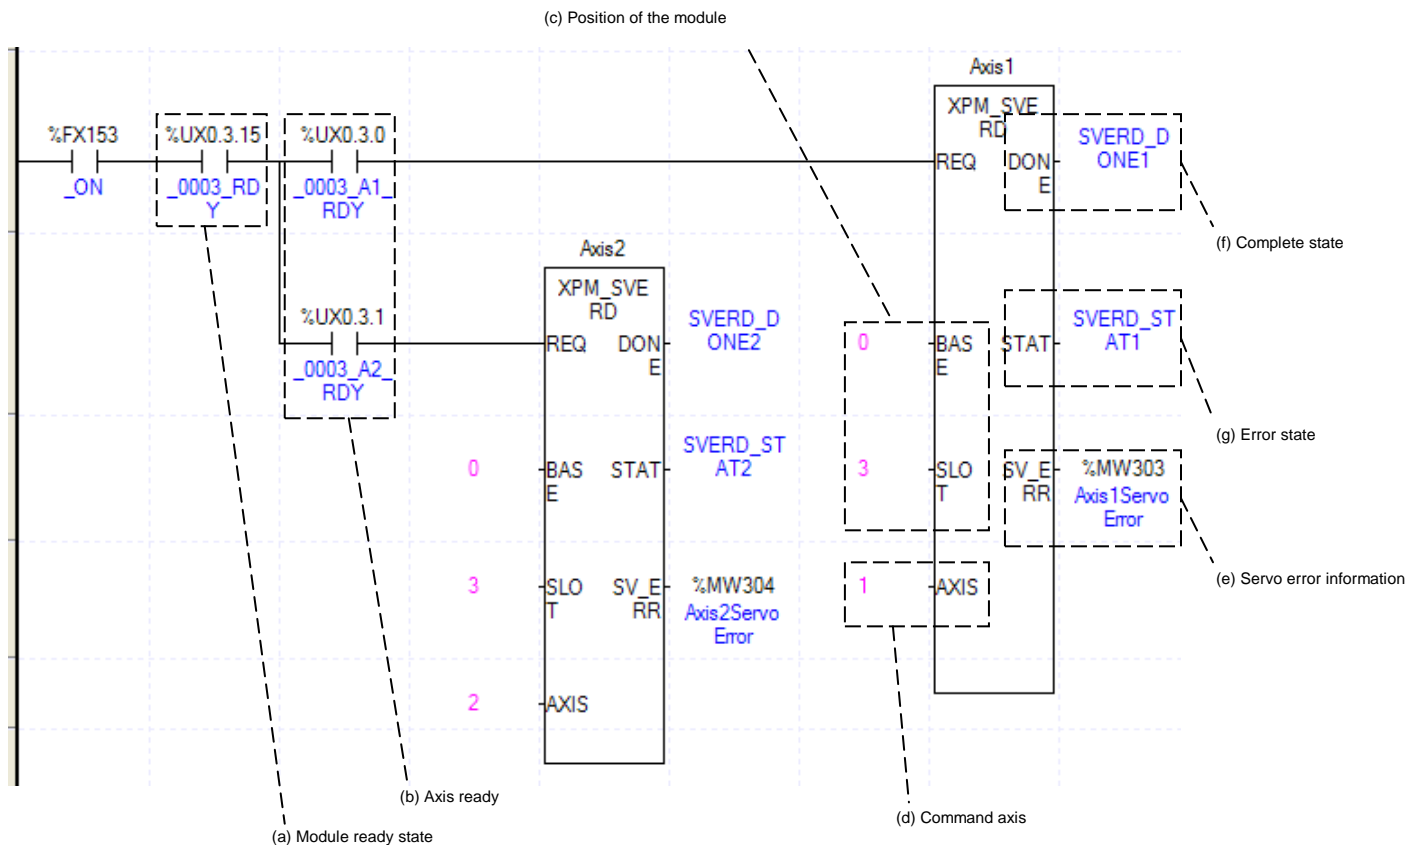 (c) Position of the module
Axis1
XPM_SVE
RD
%FX153
%UX0.3.15
%UX0.3.0
_ON
_0003_RD
Y
_0003_A1_
RDY
REQ
DON
E
SVERD_D
ONE1
(f) Complete state
Axis2
XPM_SVE
RD
%UX0.3.1
_0003_A2_
RDY
REQ
DON
E
SVERD_D
ONE2
0
BAS
E
STAT
SVERD_ST
AT1
(g) Error state
0
BAS
E
STAT
SVERD_ST
AT2
3
SLO
T
SV_E
RR
%MW303
Axis1Servo
Error
(e) Servo error information
3
SLO
T
SV_E
RR
%MW304
Axis2Servo
Error
1
AXIS
2
AXIS
(b) Axis ready
(d) Command axis
(a) Module ready state